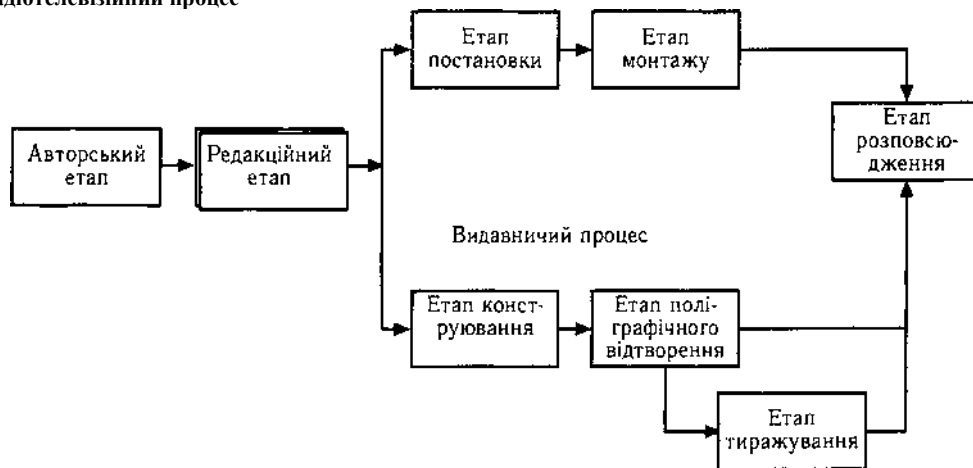 Етап
постановки
Етап
монтажу
Етап
розповсю-
дження
Авторський
етап
Редакційний
етап
Видавничий процес
Етап конст-
руювання
Етап полі-
графічного
відтворення
Етап
тиражування